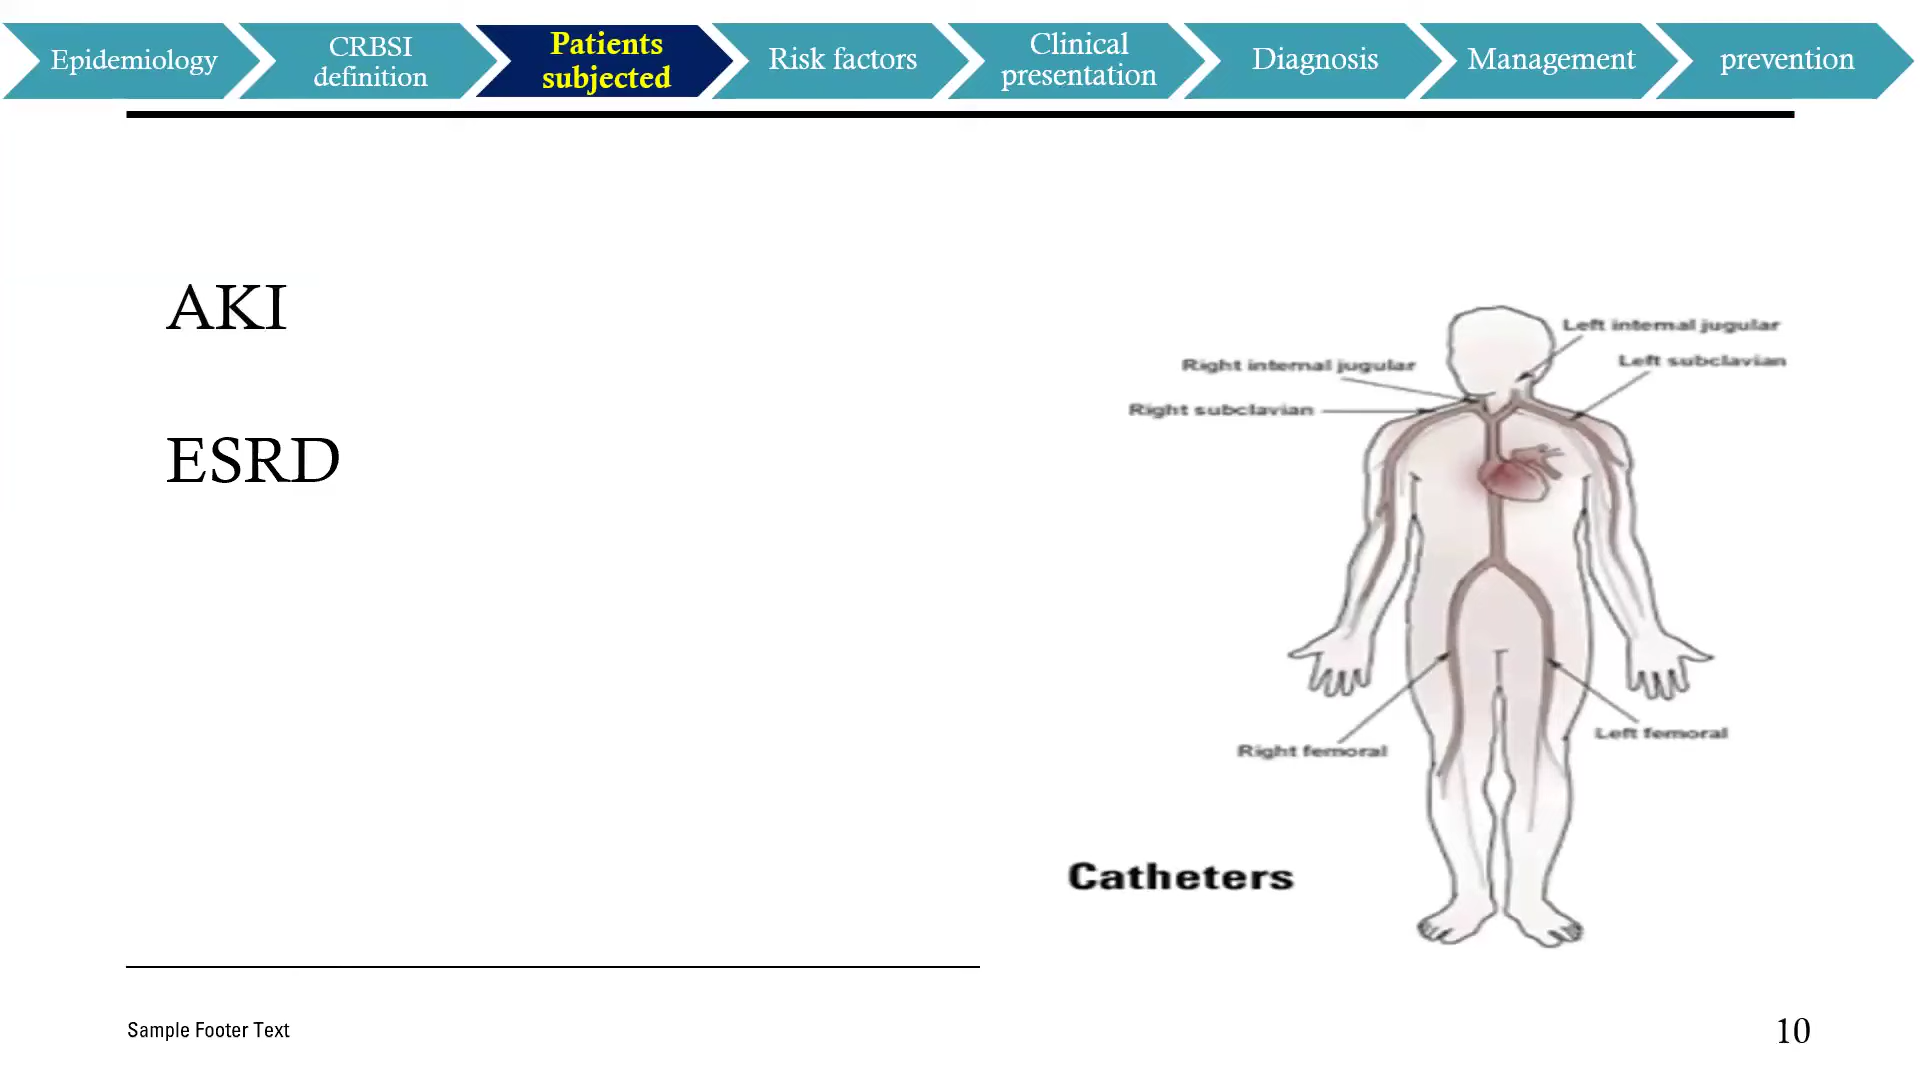 Epidemiology
CRBSI
definition
Patients
subjected
Risk factors
Clinical
presentation
Diagnosis
Management
prevention
AKI
ESRD
Left internal jugular
Right internal jugular
Left subclavian
Right subclavian
Left femoral
Right femoral
Catheters
Sample Footer Text
10